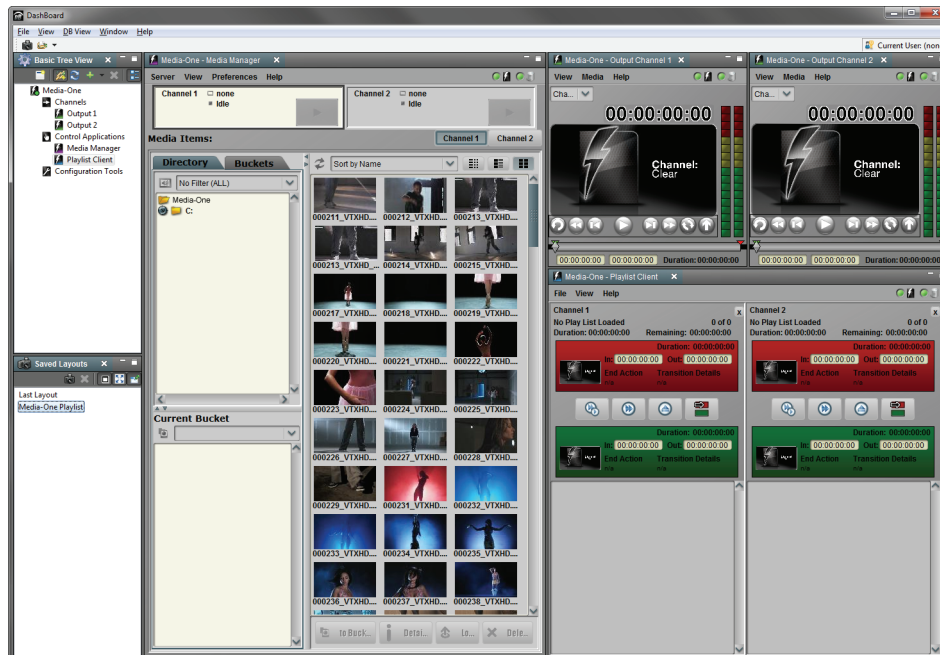 DashBoard
File View DB View Window Help
Current User: (non
Basic Tree View
Media-One
Channels
Output 1
Output 2
Control Applications
Media Manager
Playlist Client
Configuration Tools
Saved Layouts
Last Layout
Media-One Playlist
Media-One - Media Manager
Server View Preferences Help
Channel 1 none
Idle
Channel 2 none
Idle
Media Items:
Channel 1 Channel 2
Directory Buckets
No Filter (ALL)
Media-One
C:
Current Bucket
Sort by Name
000211_VTXHD.... 000212_VTXHD.... 000213_VTXHD....
000213_VTXHD_... 000214_VTXHD.... 000215_VTXHD....
000217_VTXHD.... 000218_VTXHD.... 000219_VTXHD....
000220_VTXHD.... 000221_VTXHD.... 000222_VTXHD....
000223_VTXHD.... 000224_VTXHD.... 000225_VTXHD....
000226_VTXHD.... 000227_VTXHD.... 000228_VTXHD....
000229_VTXHD.... 000231_VTXHD.... 000232_VTXHD....
000233_VTXHD.... 000234_VTXHD.... 000235_VTXHD....
000236_VTXHD.... 000237_VTXHD.... 000238_VTXHD....
to Buck... Detai... Lo... Dele...
Media-One - Output Channel 1
View Media Help
Cha...
00:00:00:00
Channel:
Clear
00:00:00:00 00:00:00:00 Duration: 00:00:00:00
Media-One - Output Channel 2
View Media Help
Cha...
00:00:00:00
Channel:
Clear
00:00:00:00 00:00:00:00 Duration: 00:00:00:00
Media-One - Playlist Client
File View Help
Channel 1
No Play List Loaded 0 of 0
Duration: 00:00:00:00 Remaining: 00:00:00:00
Duration: 00:00:00:00
In: 00:00:00:00 Out: 00:00:00:00
End Action Transition Details
n/a n/a
Duration: 00:00:00:00
In: 00:00:00:00 Out: 00:00:00:00
End Action Transition Details
n/a n/a
Channel 2
No Play List Loaded 0 of 0
Duration: 00:00:00:00 Remaining: 00:00:00:00
Duration: 00:00:00:00
In: 00:00:00:00 Out: 00:00:00:00
End Action Transition Details
n/a n/a
Duration: 00:00:00:00
In: 00:00:00:00 Out: 00:00:00:00
End Action Transition Details
n/a n/a